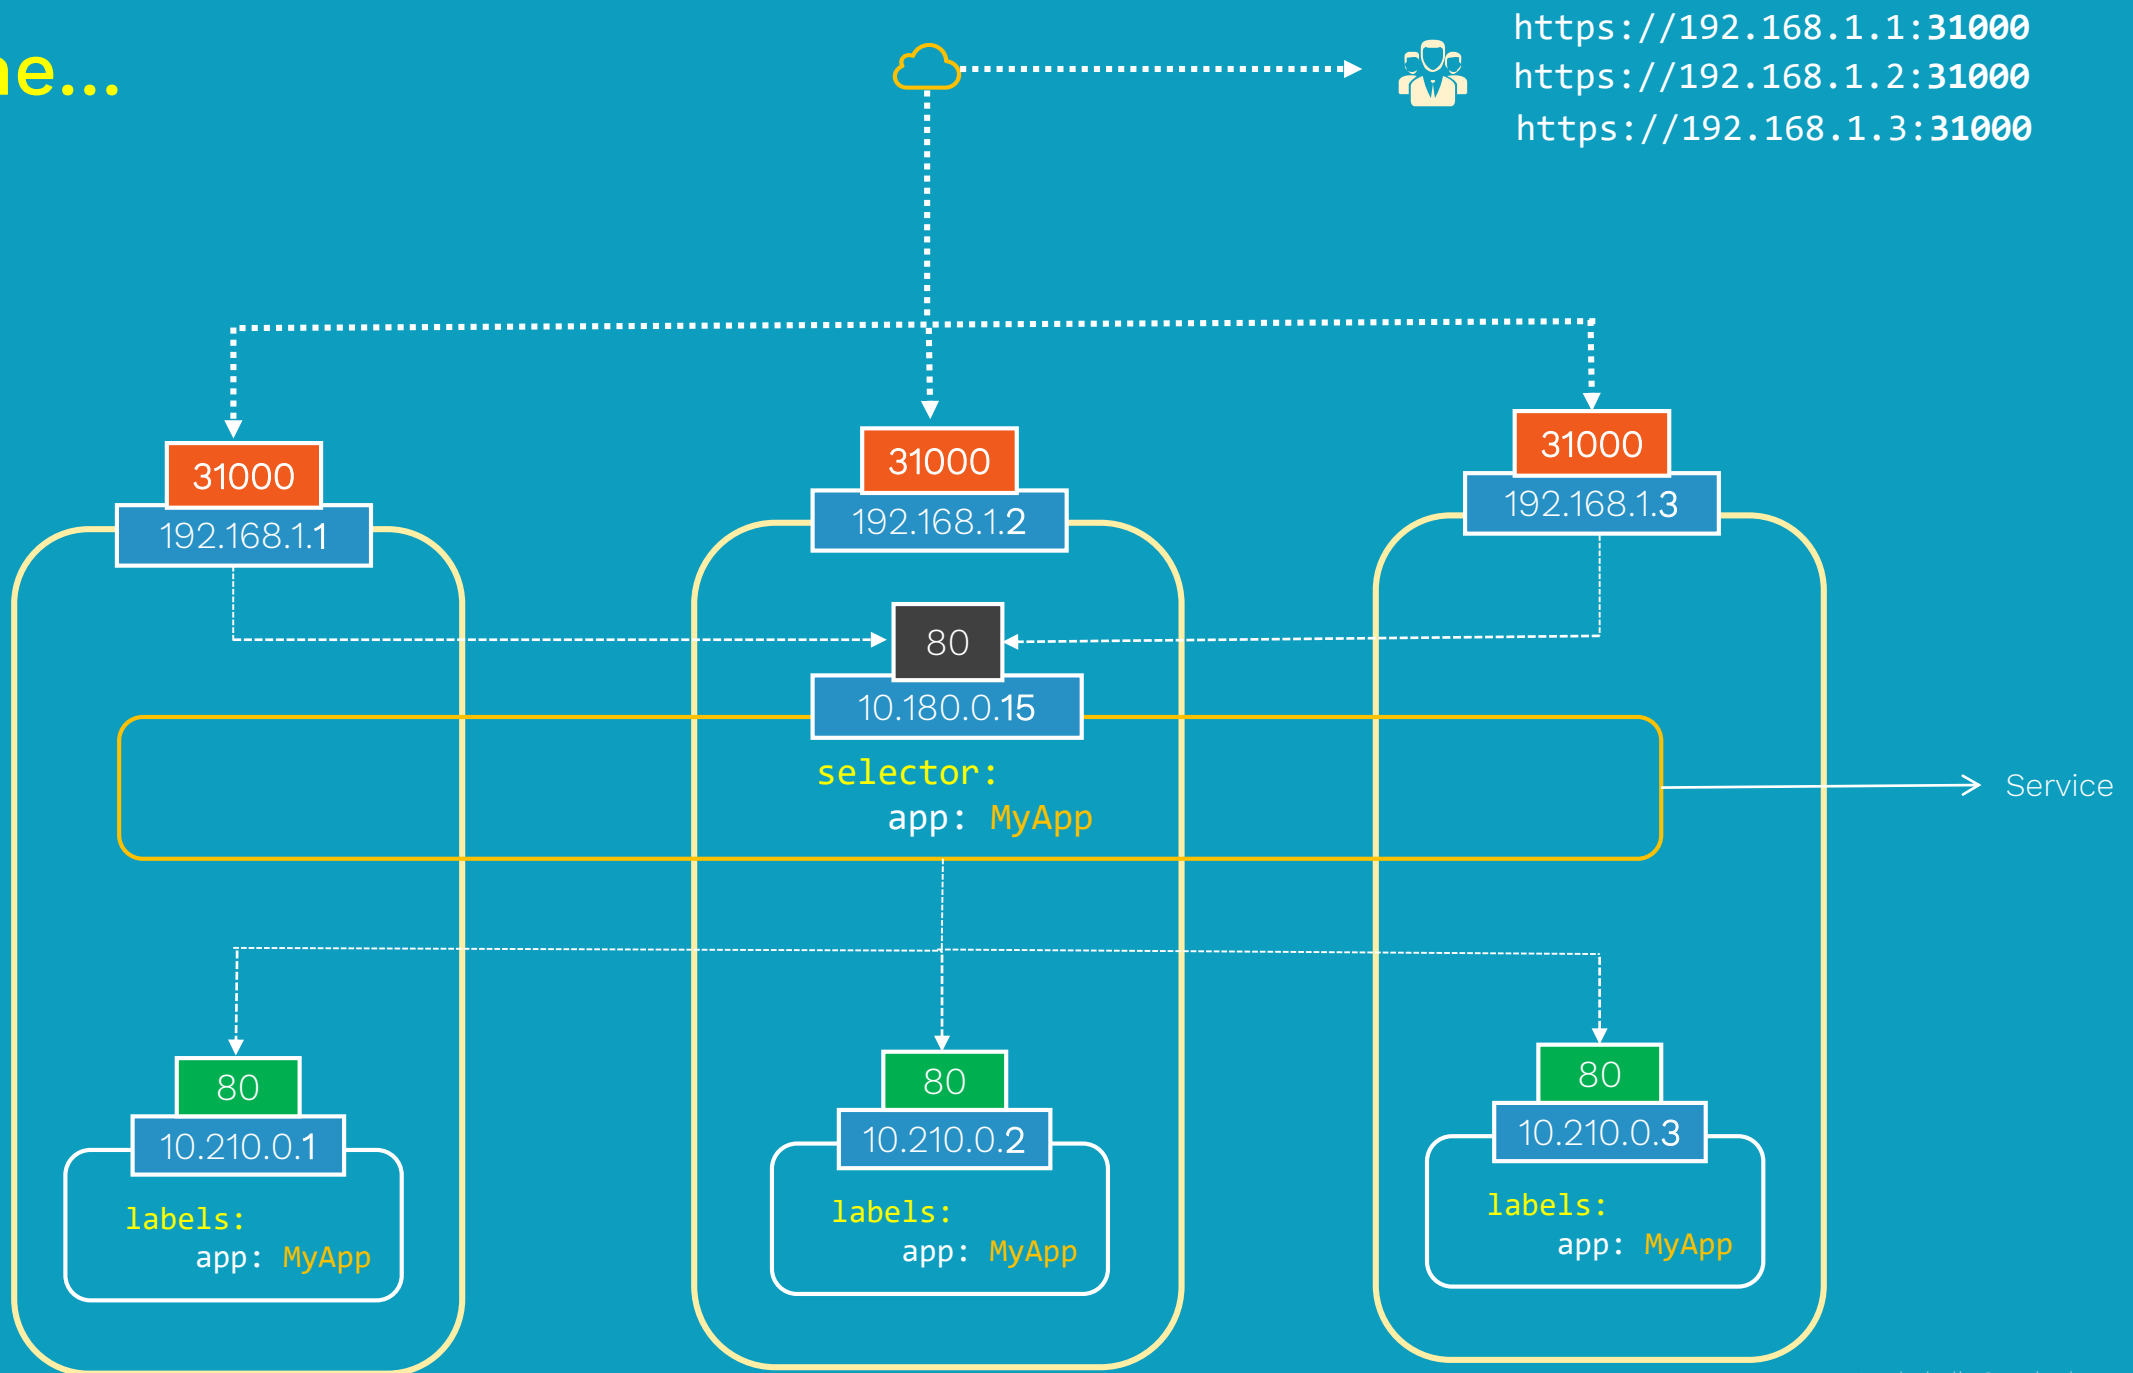 https://192.168.1.1:31000
ne...
https://192.168.1.2:31000
https://192.168.1.3:31000
31000
31000
31000
192.168.1.1
192.168.1.2
192.168.1.3
80
10.180.0.15
selector:
app: MyApp
Service
80
80
80
10.210.0.1
10.210.0.2
10.210.0.3
labels:
app: MyApp
labels:
app: MyApp
labels:
app: MyApp